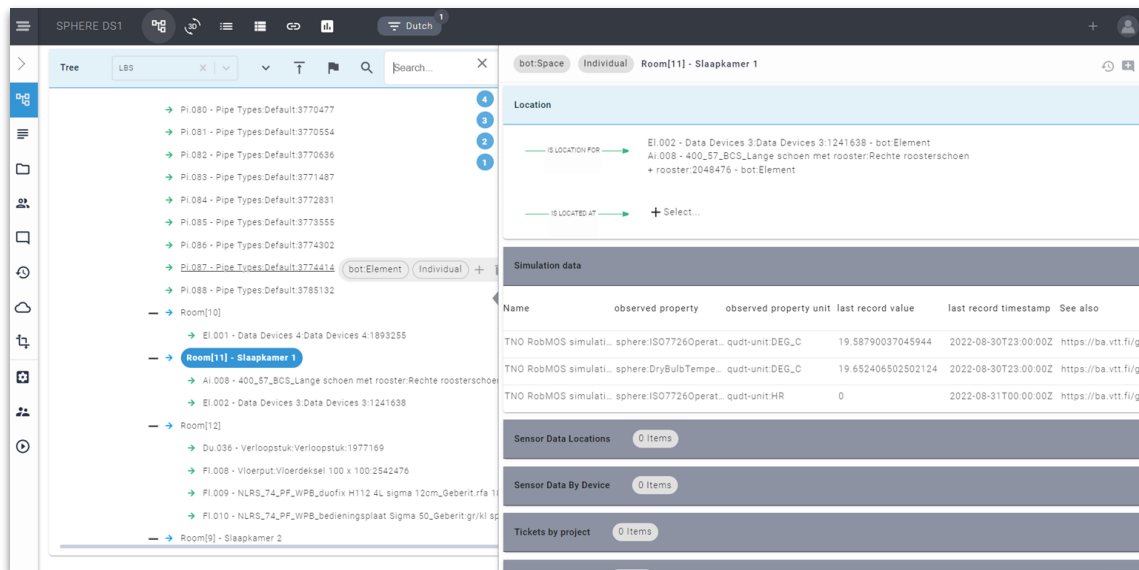 SPHERE DS1
3D
Dutch
1
Tree
LBS
Search...
4
3
2
1
Pi.080 - Pipe Types:Default:3770477
Pi.081 - Pipe Types:Default:3770554
Pi.082 - Pipe Types:Default:3770636
Pi.083 - Pipe Types:Default:3771487
Pi.084 - Pipe Types:Default:3772831
Pi.085 - Pipe Types:Default:3773555
Pi.086 - Pipe Types:Default:3774302
Pi.087 - Pipe Types:Default:3774414 bot:Element Individual
Pi.088 - Pipe Types:Default:3785132
Room[10]
El.001 - Data Devices 4:Data Devices 4:1893255
Room[11] - Slaapkamer 1
Ai.008 - 400_57_BCS_Lange schoen met rooster:Rechte roosterschoen
El.002 - Data Devices 3:Data Devices 3:1241638
Room[12]
Du.036 - Verloopstuk:Verloopstuk:1977169
Fl.008 - Vloerput:Vloerdeksel 100 x 100:2542476
Fl.009 - NLRS_74_PF_WPB_duofix H112 4L sigma 12cm_Geberit.rfa
Fl.010 - NLRS_74_PF_WPB_bedieningsplaat Sigma 50_Geberit:gr/kl
Room[9] - Slaapkamer 2
bot:Space Individual Room[11] - Slaapkamer 1
Location
IS LOCATION FOR
El.002 - Data Devices 3:Data Devices 3:1241638 - bot:Element
Ai.008 - 400_57_BCS_Lange schoen met rooster:Rechte roosterschoen
+ rooster:2048476 - bot:Element
IS LOCATED AT
Select...
Simulation data
Name observed property observed property unit last record value last record timestamp See also
TNO RobMOS simulati... sphere:ISO7726Operat... qudt-unit:DEG_C 19.58790037045944 2022-08-30T23:00:00Z https://ba.vtt.fi/g
TNO RobMOS simulati... sphere:DryBulbTempe... qudt-unit:DEG_C 19.652406502502124 2022-08-30T23:00:00Z https://ba.vtt.fi/g
TNO RobMOS simulati... sphere:ISO7726Operat... qudt-unit:HR 0 2022-08-31T00:00:00Z https://ba.vtt.fi/g
Sensor Data Locations 0 Items
Sensor Data By Device 0 Items
Tickets by project 0 Items